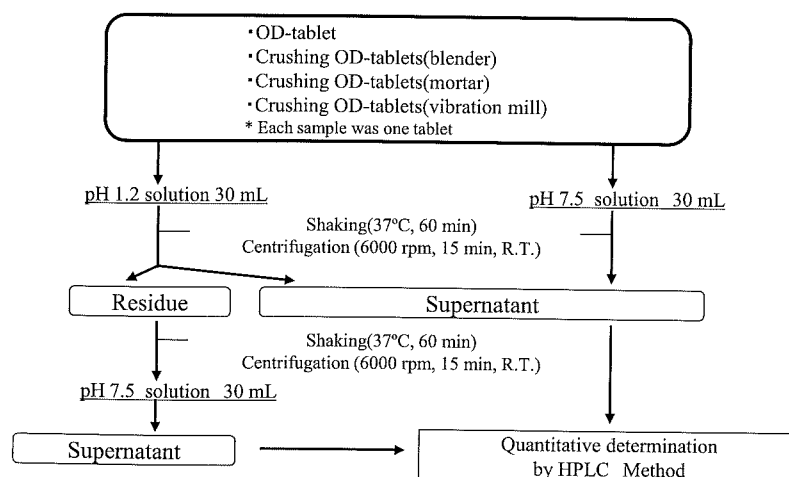 ・OD-tablet
・Crushing OD-tablets(blender)
・Crushing OD-tablets(mortar)
・Crushing OD-tablets(vibration mill)
* Each sample was one tablet
pH 1.2 solution 30 mL
pH 7.5 solution 30 mL
Shaking(37ºC, 60 min)
Centrifugation (6000 rpm, 15 min, R.T.)
Residue
Supernatant
Shaking(37ºC, 60 min)
Centrifugation (6000 rpm, 15 min, R.T.)
pH 7.5 solution 30 mL
Supernatant
Quantitative determination
by HPLC Method